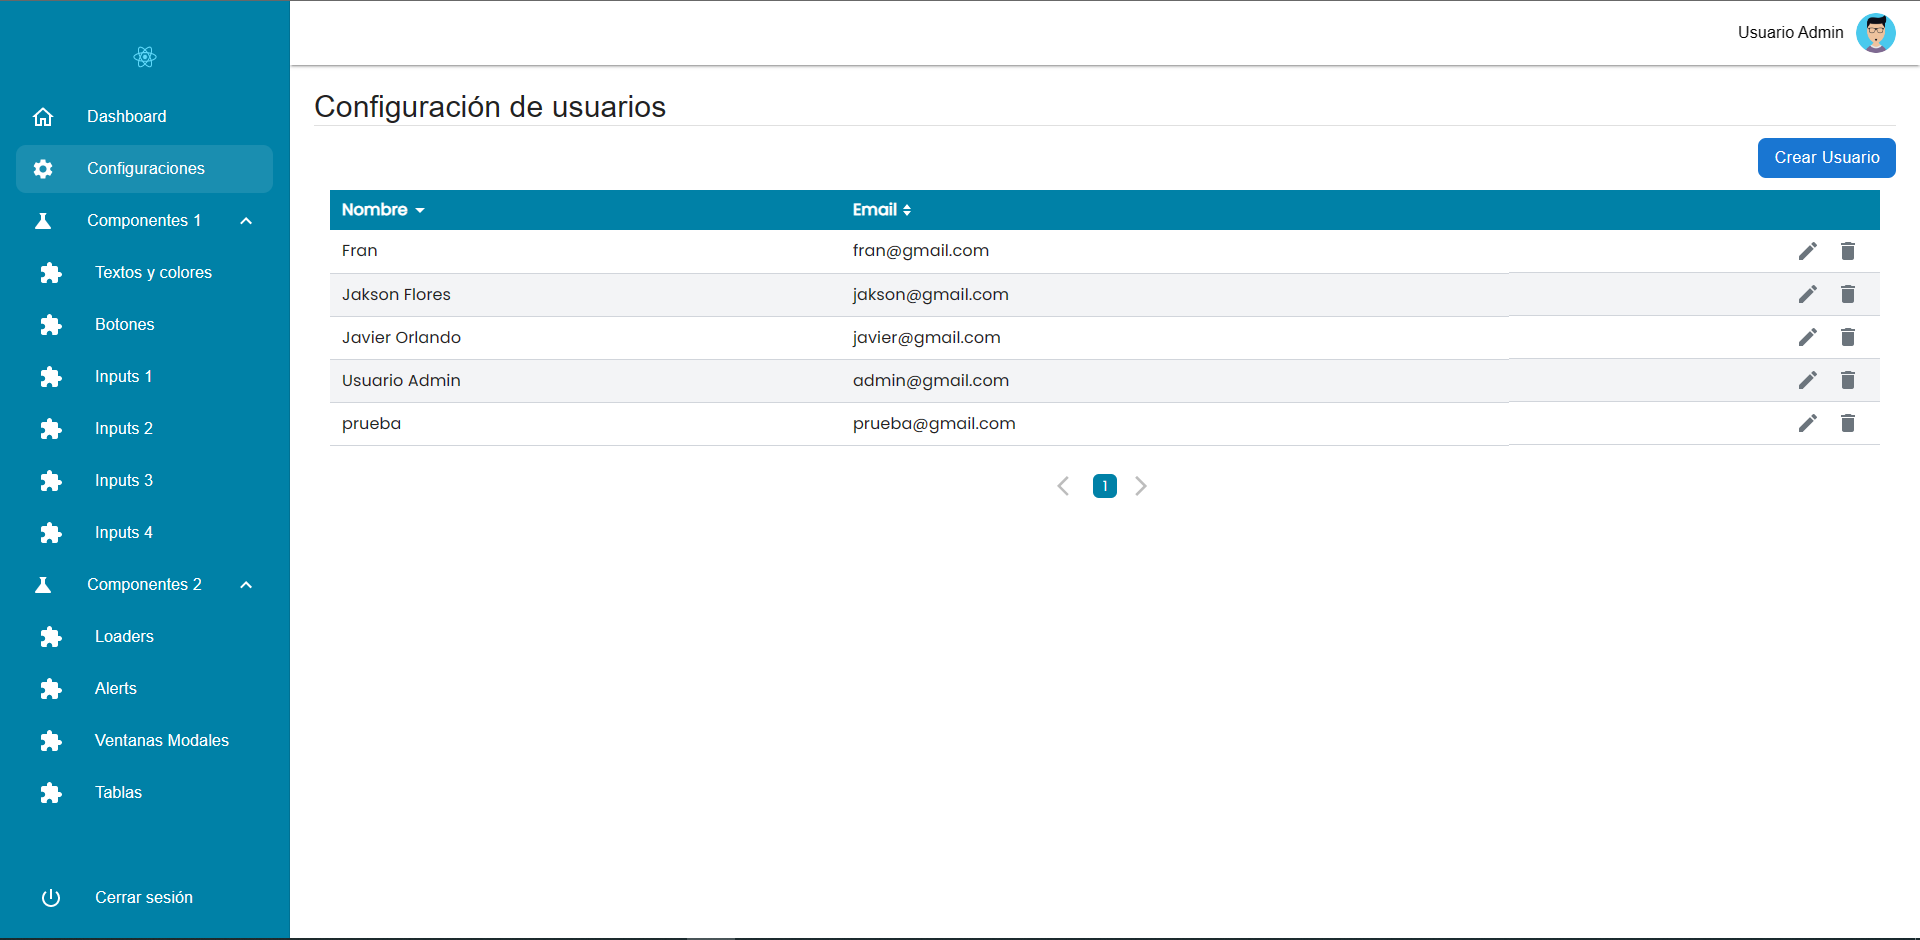 Usuario Admin
Dashboard
Configuraciones
Componentes 1
Textos y colores
Botones
Inputs 1
Inputs 2
Inputs 3
Inputs 4
Componentes 2
Loaders
Alerts
Ventanas Modales
Tablas
Cerrar sesión
Configuración de usuarios
Crear Usuario
Nombre Email
Fran fran@gmail.com
Jakson Flores jakson@gmail.com
Javier Orlando javier@gmail.com
Usuario Admin admin@gmail.com
prueba prueba@gmail.com
1